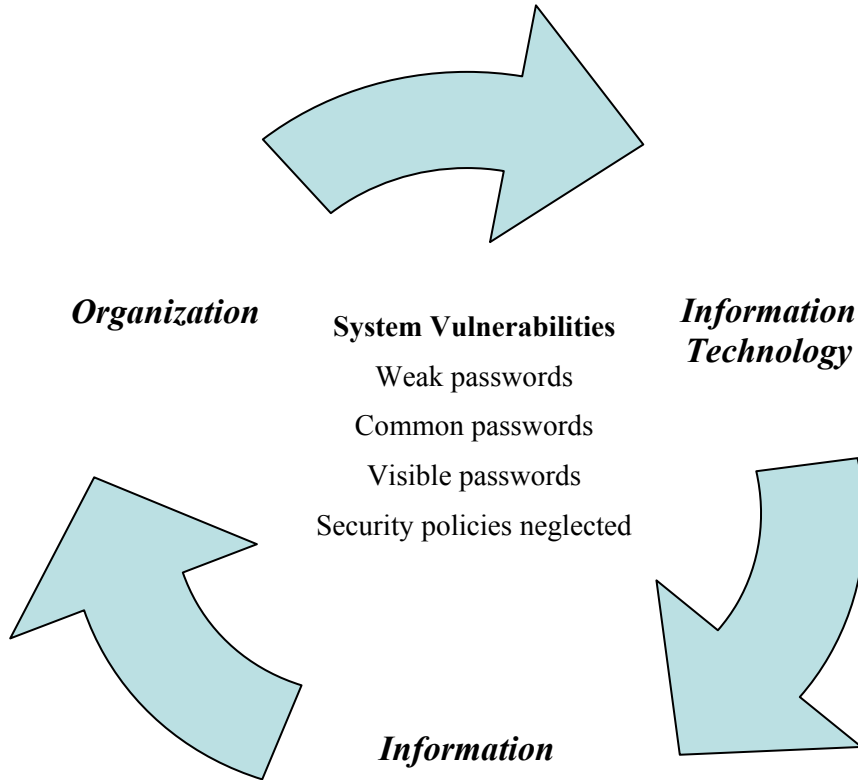 Organization
System Vulnerabilities
Weak passwords
Common passwords
Visible passwords
Security policies neglected
Information
Technology
Information